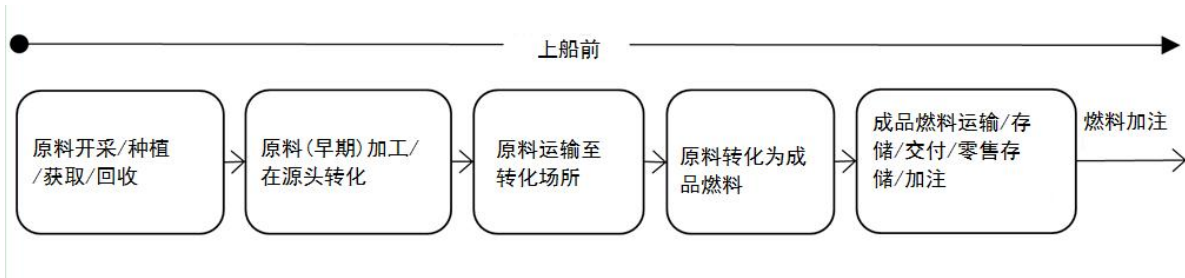 上船前
原料开采/种植
/获取/回收
原料(早期)加工/
在源头转化
原料运输至
转化场所
原料转化为成
品燃料
成品燃料运输/存
储/交付/零售存
储/加注
燃料加注